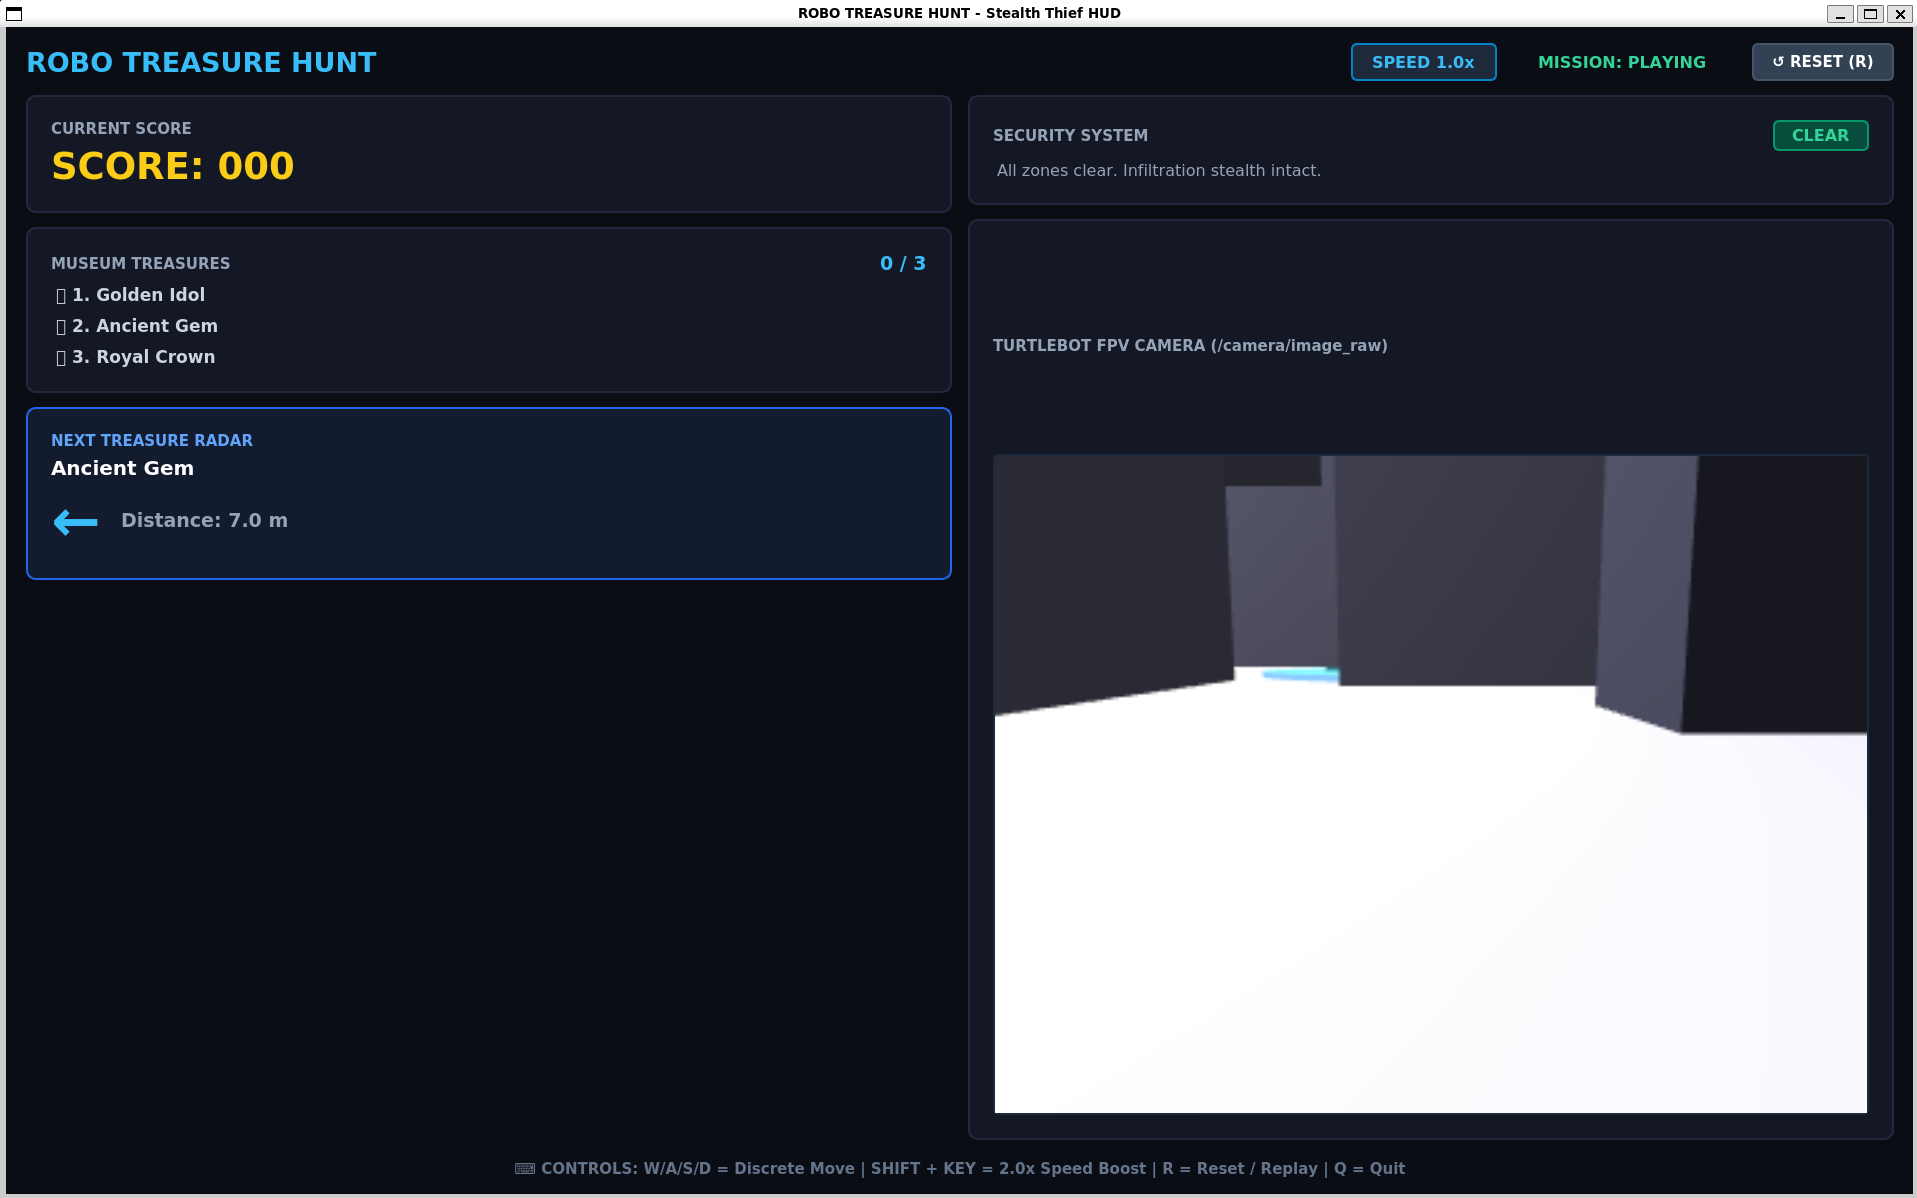 ROBO TREASURE HUNT - Stealth Thief HUD
ROBO TREASURE HUNT
SPEED 1.0x
MISSION: PLAYING
↺ RESET (R)
CURRENT SCORE
SCORE: 000
MUSEUM TREASURES
0 / 3
1. Golden Idol
2. Ancient Gem
3. Royal Crown
NEXT TREASURE RADAR
Ancient Gem
← Distance: 7.0 m
SECURITY SYSTEM
CLEAR
All zones clear. Infiltration stealth intact.
TURTLEBOT FPV CAMERA (/camera/image_raw)
⌨ CONTROLS: W/A/S/D = Discrete Move | SHIFT + KEY = 2.0x Speed Boost | R = Reset / Replay | Q = Quit